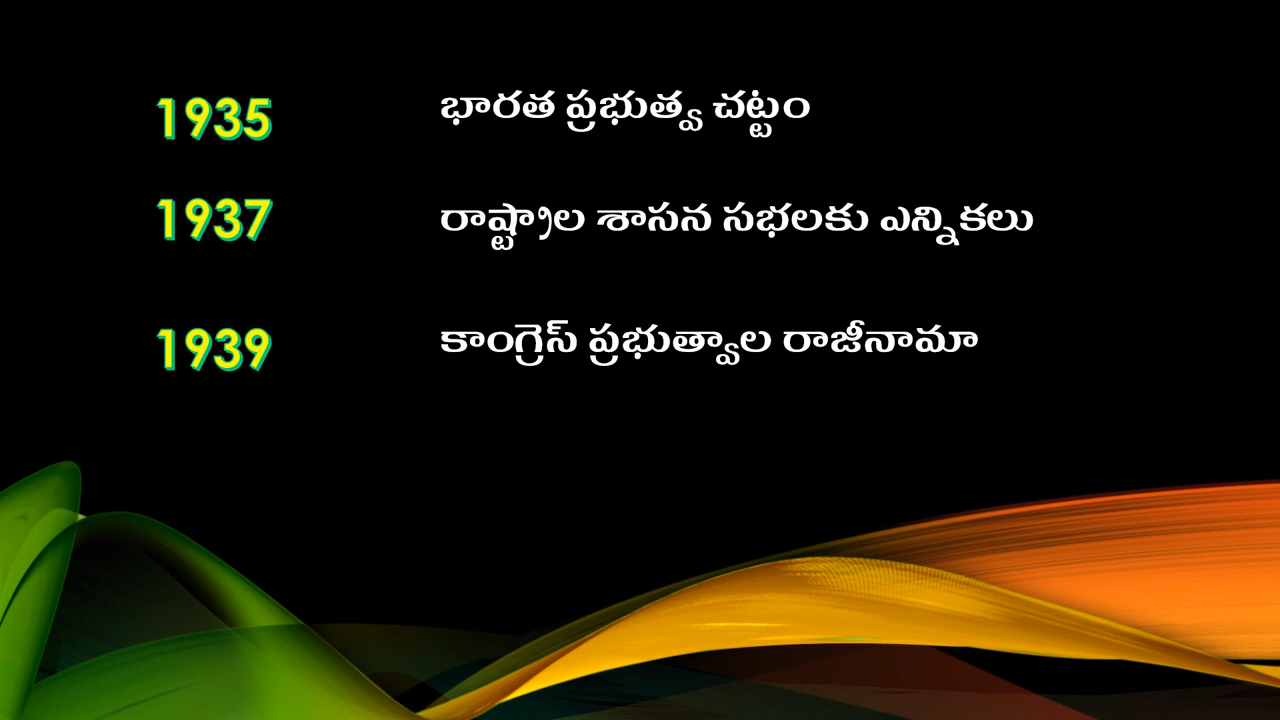 1935 భారత ప్రభుత్వ చట్టం
1937 రాష్ట్రాల శాసన సభలకు ఎన్నికలు
1939 కాంగ్రెస్ ప్రభుత్వాల రాజీనామా